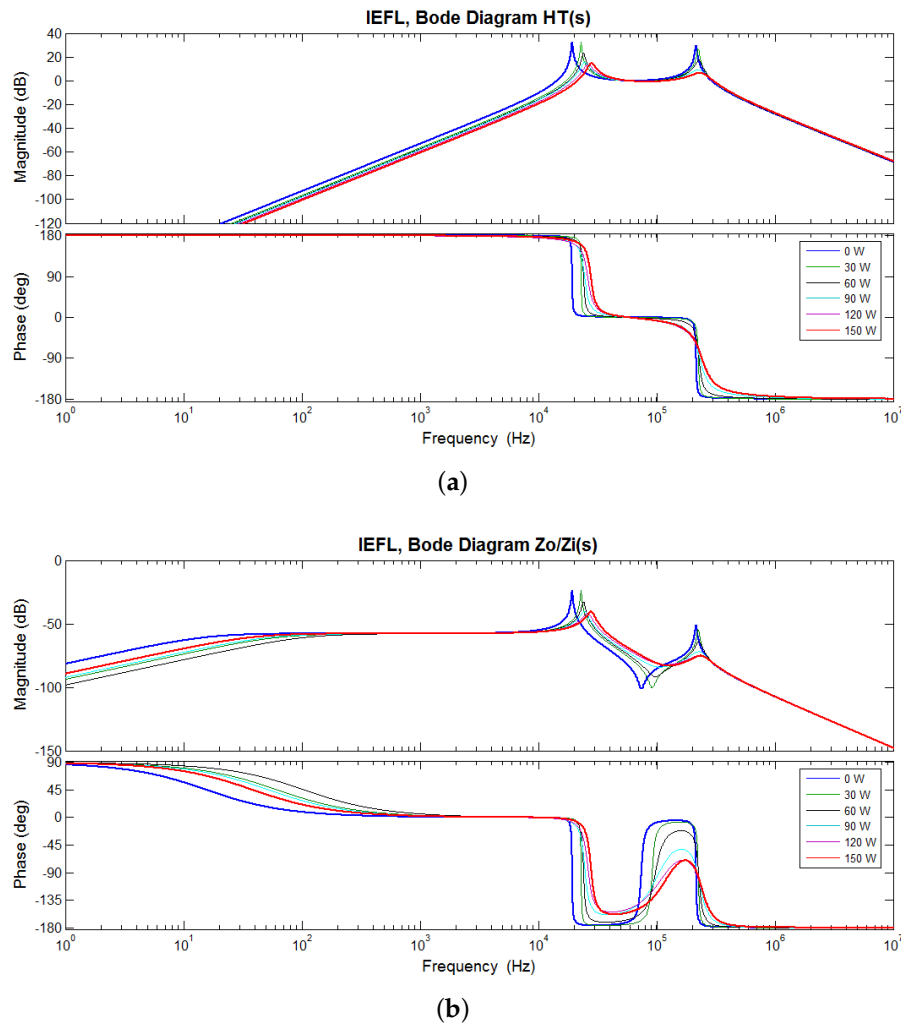 IEFL, Bode Diagram HT(s)
Magnitude (dB)
40
20
0
-20
-40
-60
-80
-100
-120
Phase (deg)
180
90
0
-90
-180
0 W
30 W
60 W
90 W
120 W
150 W
10^0 10^1 10^2 10^3 10^4 10^5 10^6 10^7
Frequency (Hz)
(a)
IEFL, Bode Diagram Zo/Zi(s)
Magnitude (dB)
0
-50
-100
-150
Phase (deg)
90
45
0
-45
-90
-135
-180
0 W
30 W
60 W
90 W
120 W
150 W
10^0 10^1 10^2 10^3 10^4 10^5 10^6 10^7
Frequency (Hz)
(b)